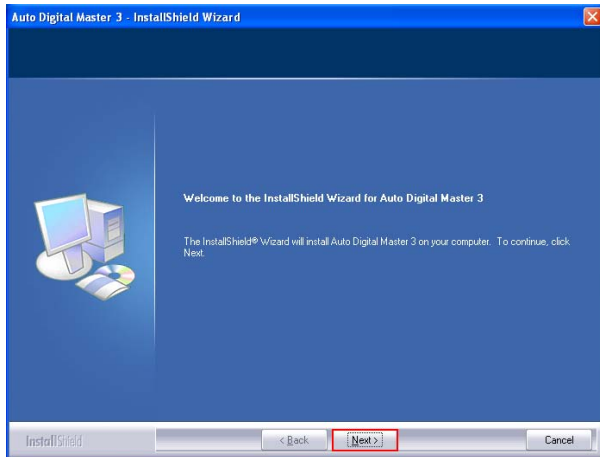 Auto Digital Master 3 - InstallShield Wizard
Welcome to the InstallShield Wizard for Auto Digital Master 3
The InstallShield® Wizard will install Auto Digital Master 3 on your computer. To continue, click
Next.
InstallShield
< Back
Next >
Cancel